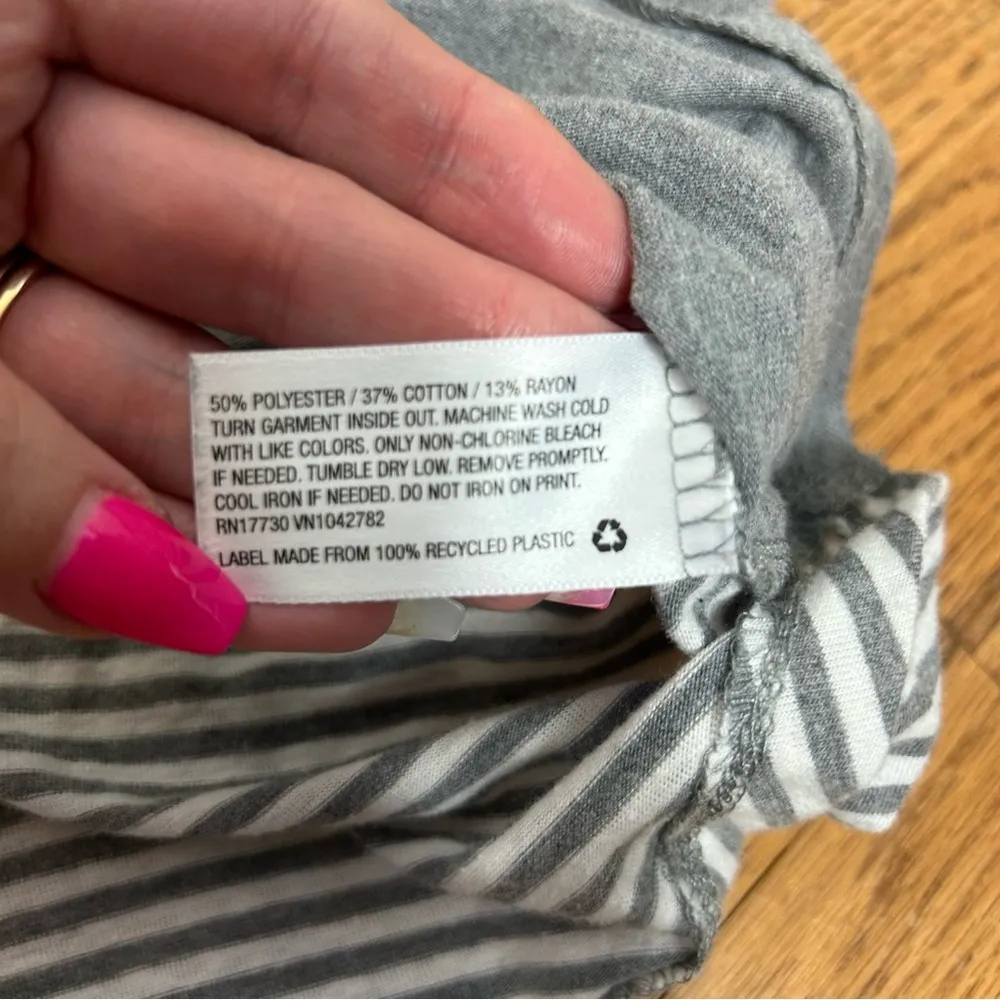 50% POLYESTER / 37% COTTON / 13% RAYON
TURN GARMENT INSIDE OUT. MACHINE WASH COLD
WITH LIKE COLORS. ONLY NON-CHLORINE BLEACH
IF NEEDED. TUMBLE DRY LOW. REMOVE PROMPTLY.
COOL IRON IF NEEDED. DO NOT IRON ON PRINT.
RN17730 VN1042782
LABEL MADE FROM 100% RECYCLED PLASTIC